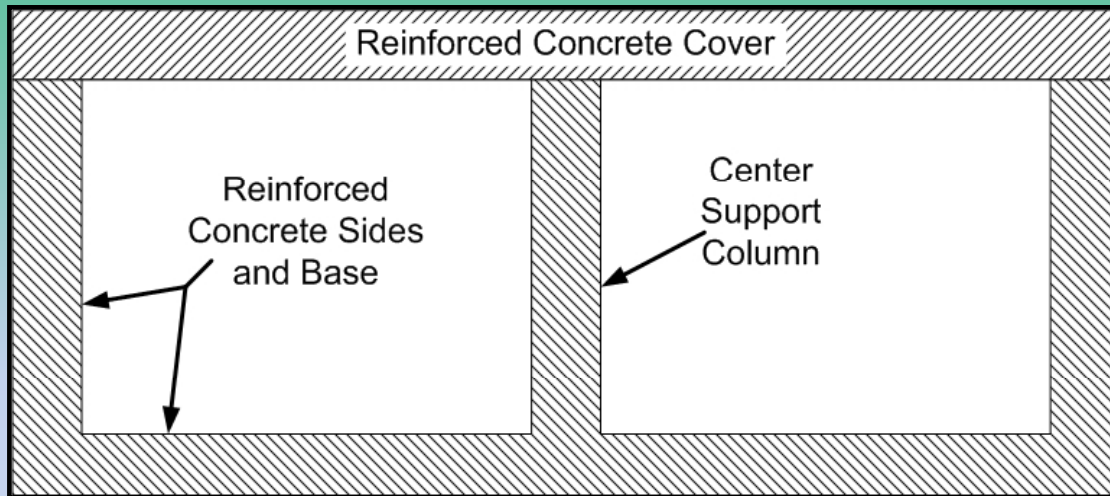 Reinforced Concrete Cover
Reinforced
Concrete Sides
and Base
Center
Support
Column